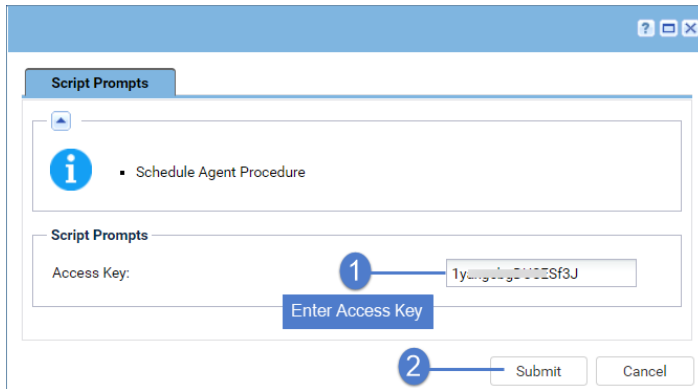 Script Prompts
Schedule Agent Procedure
Script Prompts
Access Key:
1
Enter Access Key
2
Submit
Cancel